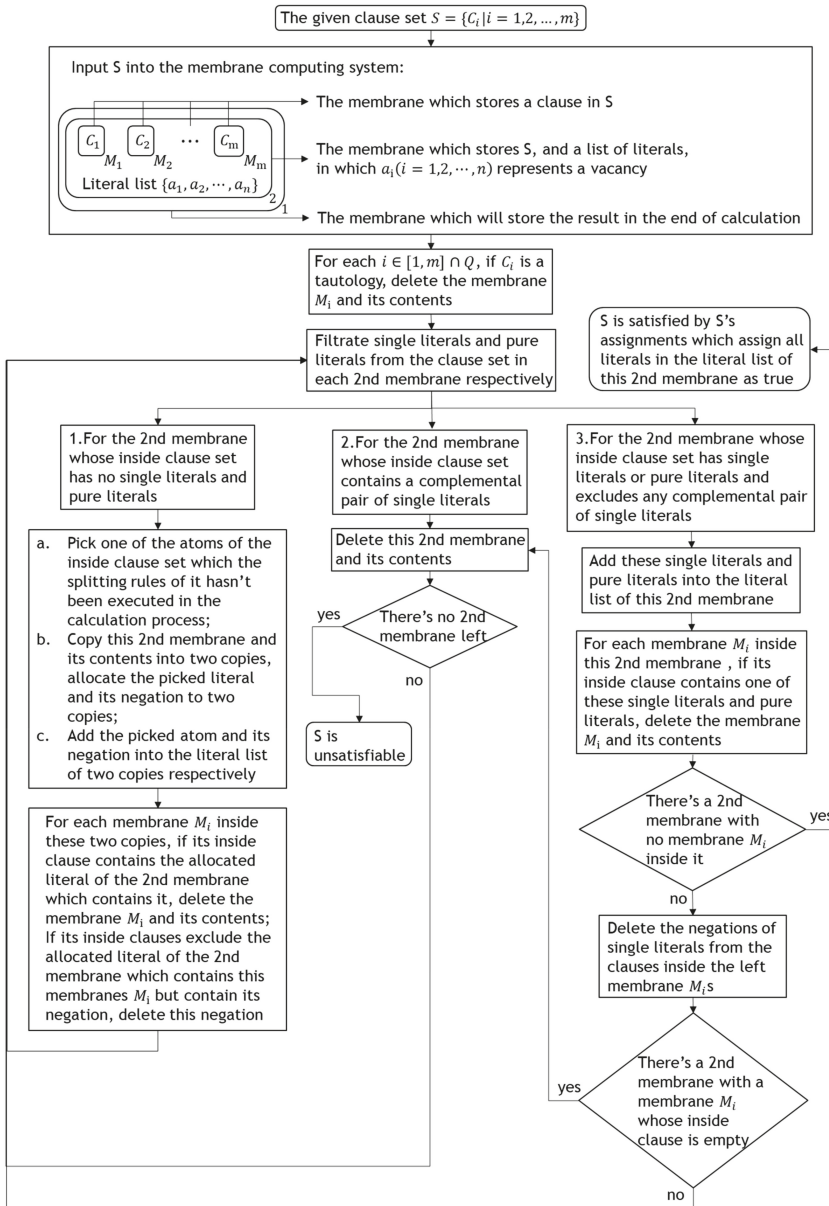 The given clause set S = {C_i|i = 1,2, ..., m}
Input S into the membrane computing system:
The membrane which stores a clause in S
C_1 C_2 ⋯ C_m
M_1 M_2 M_m
The membrane which stores S, and a list of literals,
in which a_i(i = 1,2,⋯,n) represents a vacancy
Literal list {a_1, a_2, ⋯, a_n}
2
1
The membrane which will store the result in the end of calculation
For each i ∈ [1, m] ∩ Q, if C_i is a
tautology, delete the membrane
M_i and its contents
Filtrate single literals and pure
literals from the clause set in
each 2nd membrane respectively
S is satisfied by S's
assignments which assign all
literals in the literal list of
this 2nd membrane as true
1.For the 2nd membrane
whose inside clause set
has no single literals and
pure literals
a. Pick one of the atoms of the
inside clause set which the
splitting rules of it hasn't
been executed in the
calculation process;
b. Copy this 2nd membrane and
its contents into two copies,
allocate the picked literal
and its negation to two
copies;
c. Add the picked atom and its
negation into the literal list
of two copies respectively
For each membrane M_i inside
these two copies, if its inside
clause contains the allocated
literal of the 2nd membrane
which contains it, delete the
membrane M_i and its contents;
If its inside clauses exclude the
allocated literal of the 2nd
membrane which contains this
membranes M_i but contain its
negation, delete this negation
2.For the 2nd membrane
whose inside clause set
contains a complemental
pair of single literals
Delete this 2nd membrane
and its contents
yes
There's no 2nd
membrane left
no
S is
unsatisfiable
3.For the 2nd membrane whose
inside clause set has single
literals or pure literals and
excludes any complemental pair
of single literals
Add these single literals and
pure literals into the literal
list of this 2nd membrane
For each membrane M_i inside
this 2nd membrane , if its
inside clause contains one of
these single literals and pure
literals, delete the membrane
M_i and its contents
There's a 2nd
membrane with
no membrane M_i
inside it
yes
no
Delete the negations of
single literals from the
clauses inside the left
membrane M_is
There's a 2nd
membrane with a
membrane M_i
whose inside
clause is empty
yes
no